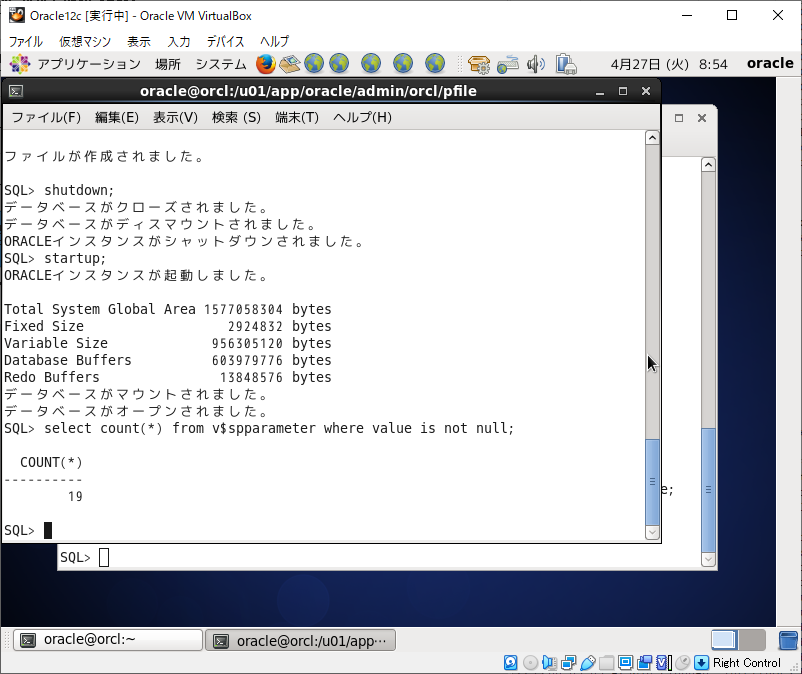 Oracle12c [実行中] - Oracle VM VirtualBox
ファイル 仮想マシン 表示 入力 デバイス ヘルプ
アプリケーション 場所 システム 4月27日 (火) 8:54 oracle
oracle@orcl:/u01/app/oracle/admin/orcl/pfile
ファイル(F) 編集(E) 表示(V) 検索 (S) 端末(T) ヘルプ(H)
ファイルが作成されました。
SQL> shutdown;
データベースがクローズされました。
データベースがディスマウントされました。
ORACLEインスタンスがシャットダウンされました。
SQL> startup;
ORACLEインスタンスが起動しました。
Total System Global Area 1577058304 bytes
Fixed Size 2924832 bytes
Variable Size 956305120 bytes
Database Buffers 603979776 bytes
Redo Buffers 13848576 bytes
データベースがマウントされました。
データベースがオープンされました。
SQL> select count(*) from v$spparameter where value is not null;
COUNT(*)
----------
19
e;
SQL>
SQL>
oracle@orcl:~ oracle@orcl:/u01/app…
Right Control